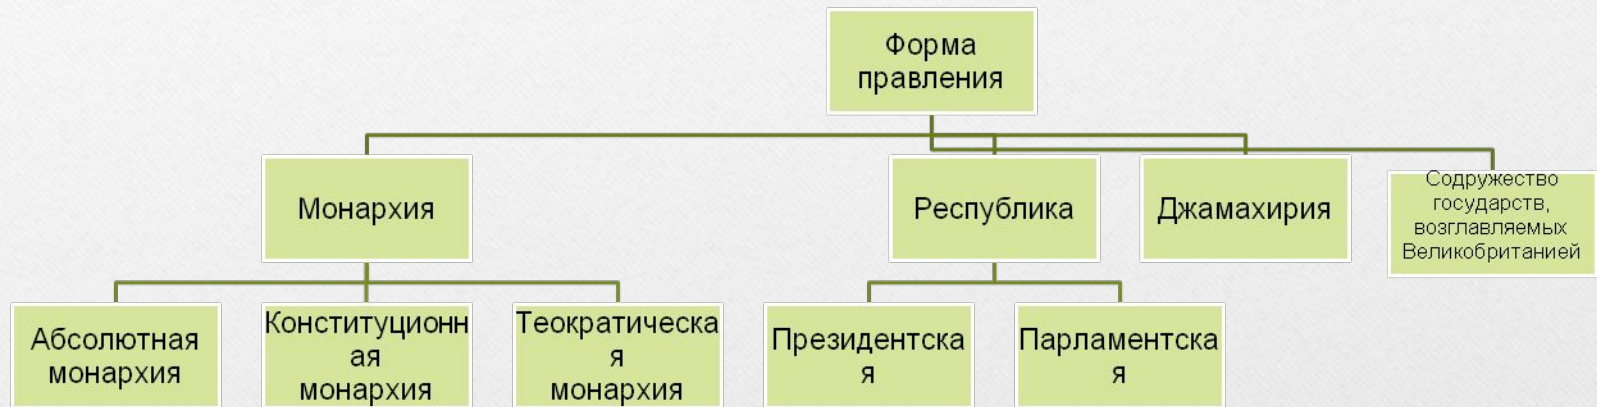 Форма
правления
Монархия
Республика
Джамахирия
Содружество
государств,
возглавляемых
Великобританией
Абсолютная
монархия
Конституционн
ая
монархия
Теократическа
я
монархия
Президентска
я
Парламентска
я